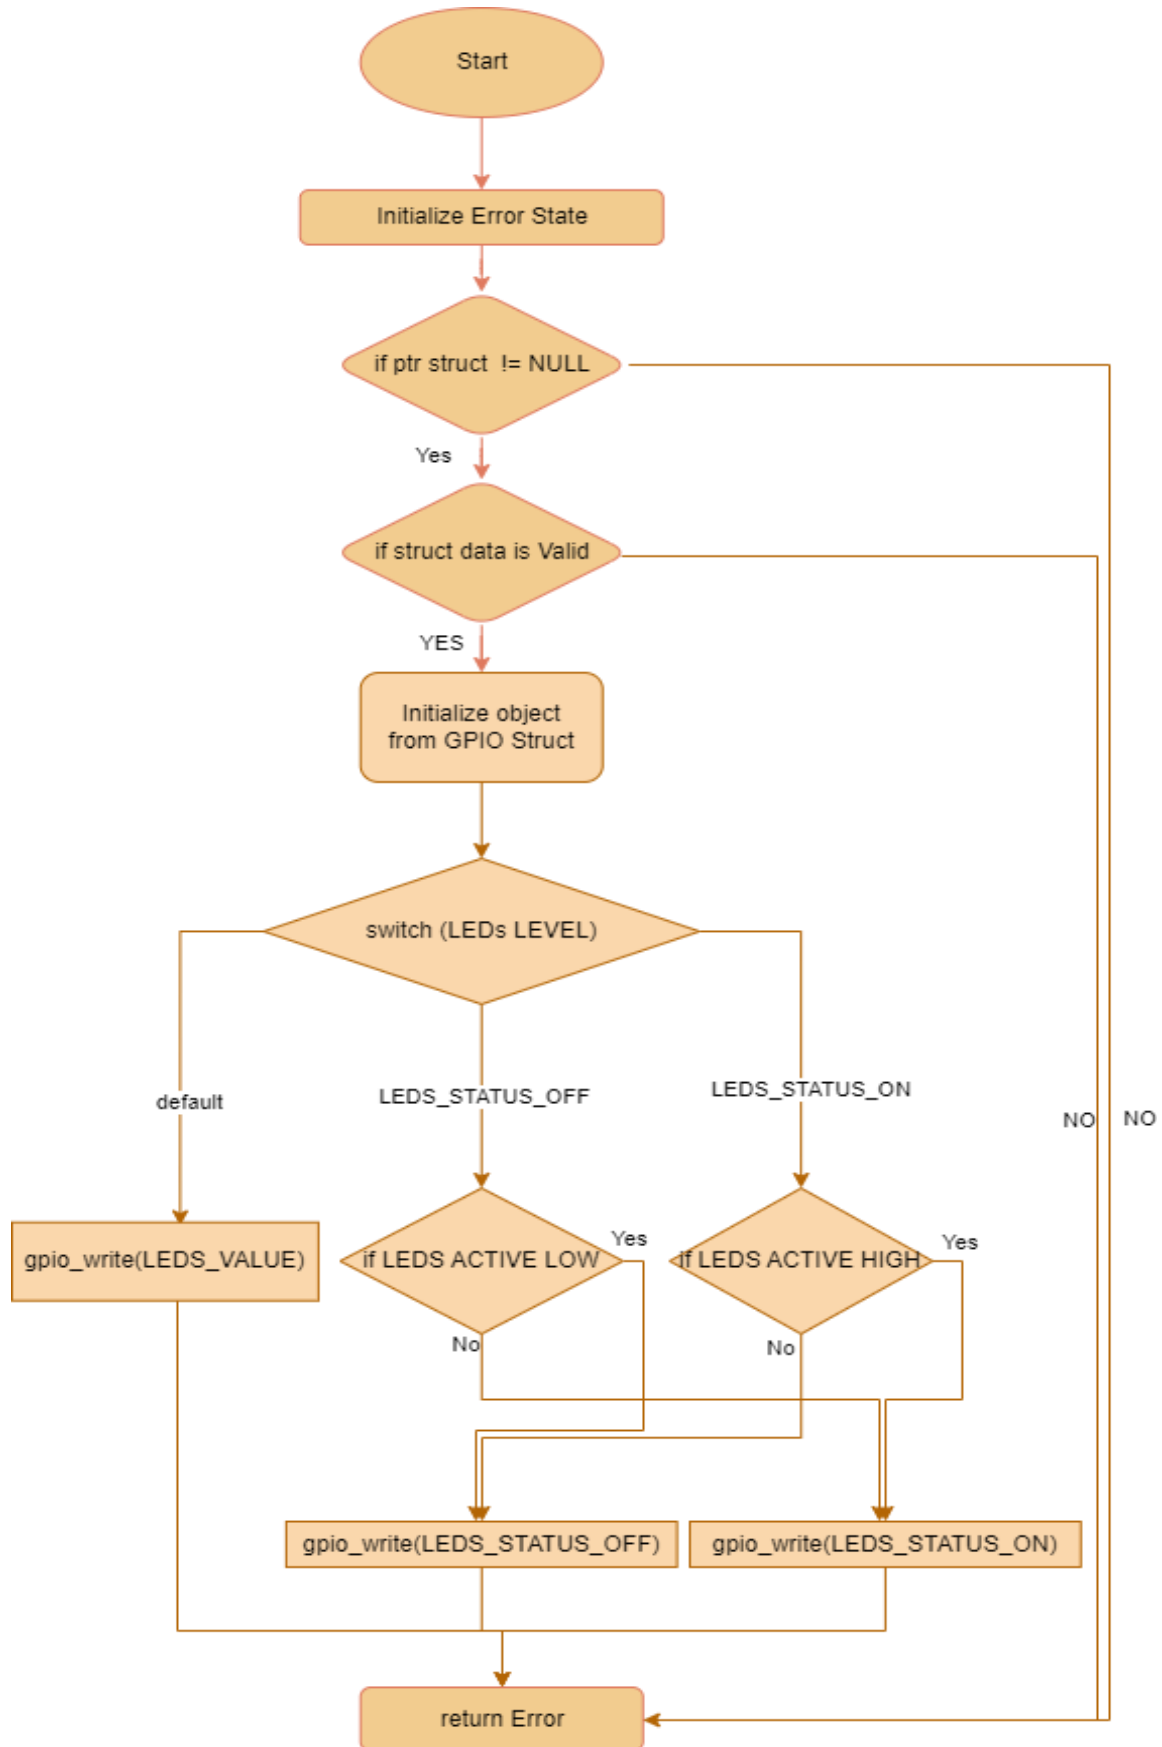 Start
Initialize Error State
if ptr struct  != NULL
Yes
if struct data is Valid
YES
Initialize object
from GPIO Struct
switch (LEDs LEVEL)
default
LEDS_STATUS_OFF
LEDS_STATUS_ON
NO
NO
gpio_write(LEDS_VALUE)
if LEDS ACTIVE LOW
Yes
if LEDS ACTIVE HIGH
Yes
No
No
gpio_write(LEDS_STATUS_OFF)
gpio_write(LEDS_STATUS_ON)
return Error